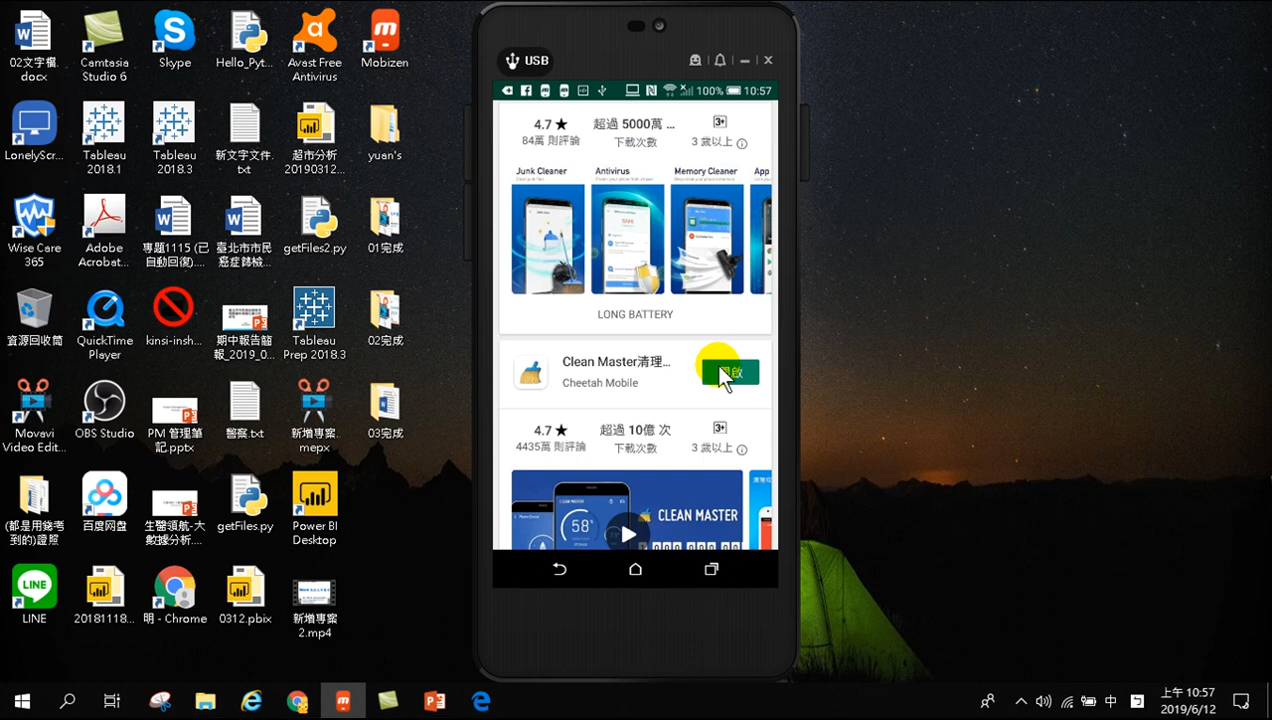 02文字檔.
docx
Camtasia
Studio 6
Skype
Hello_Pyt...
Avast Free
Antivirus
Mobizen
LonelyScr...
Tableau
2018.1
Tableau
2018.3
新文字文件.
txt
超市分析
20190312...
yuan's
Wise Care
365
Adobe
Acrobat...
專題1115 (已
自動回復)....
臺北市市民
癌症篩檢...
getFiles2.py
01完成
資源回收筒
QuickTime
Player
kinsi-insh...
期中報告簡
報_2019_0...
Tableau
Prep 2018.3
02完成
Movavi
Video Edit...
OBS Studio
PM 管理筆
記.pptx
警察.txt
新增專案.
mepx
03完成
(都是用錢考
到的)證照
百度网盘
生醫領航-大
數據分析....
getFiles.py
Power BI
Desktop
LINE
20181118...
明 - Chrome
0312.pbix
新增專案
2.mp4
USB
100% 10:57
4.7 ★
84萬 則評論
超過 5000萬 ...
下載次數
3+
3 歲以上
Junk Cleaner
Antivirus
Memory Cleaner
App
LONG BATTERY
Clean Master清理...
Cheetah Mobile
開啟
4.7 ★
4435萬 則評論
超過 10億 次
下載次數
3+
3 歲以上
58
CLEAN MASTER
中
上午 10:57
2019/6/12